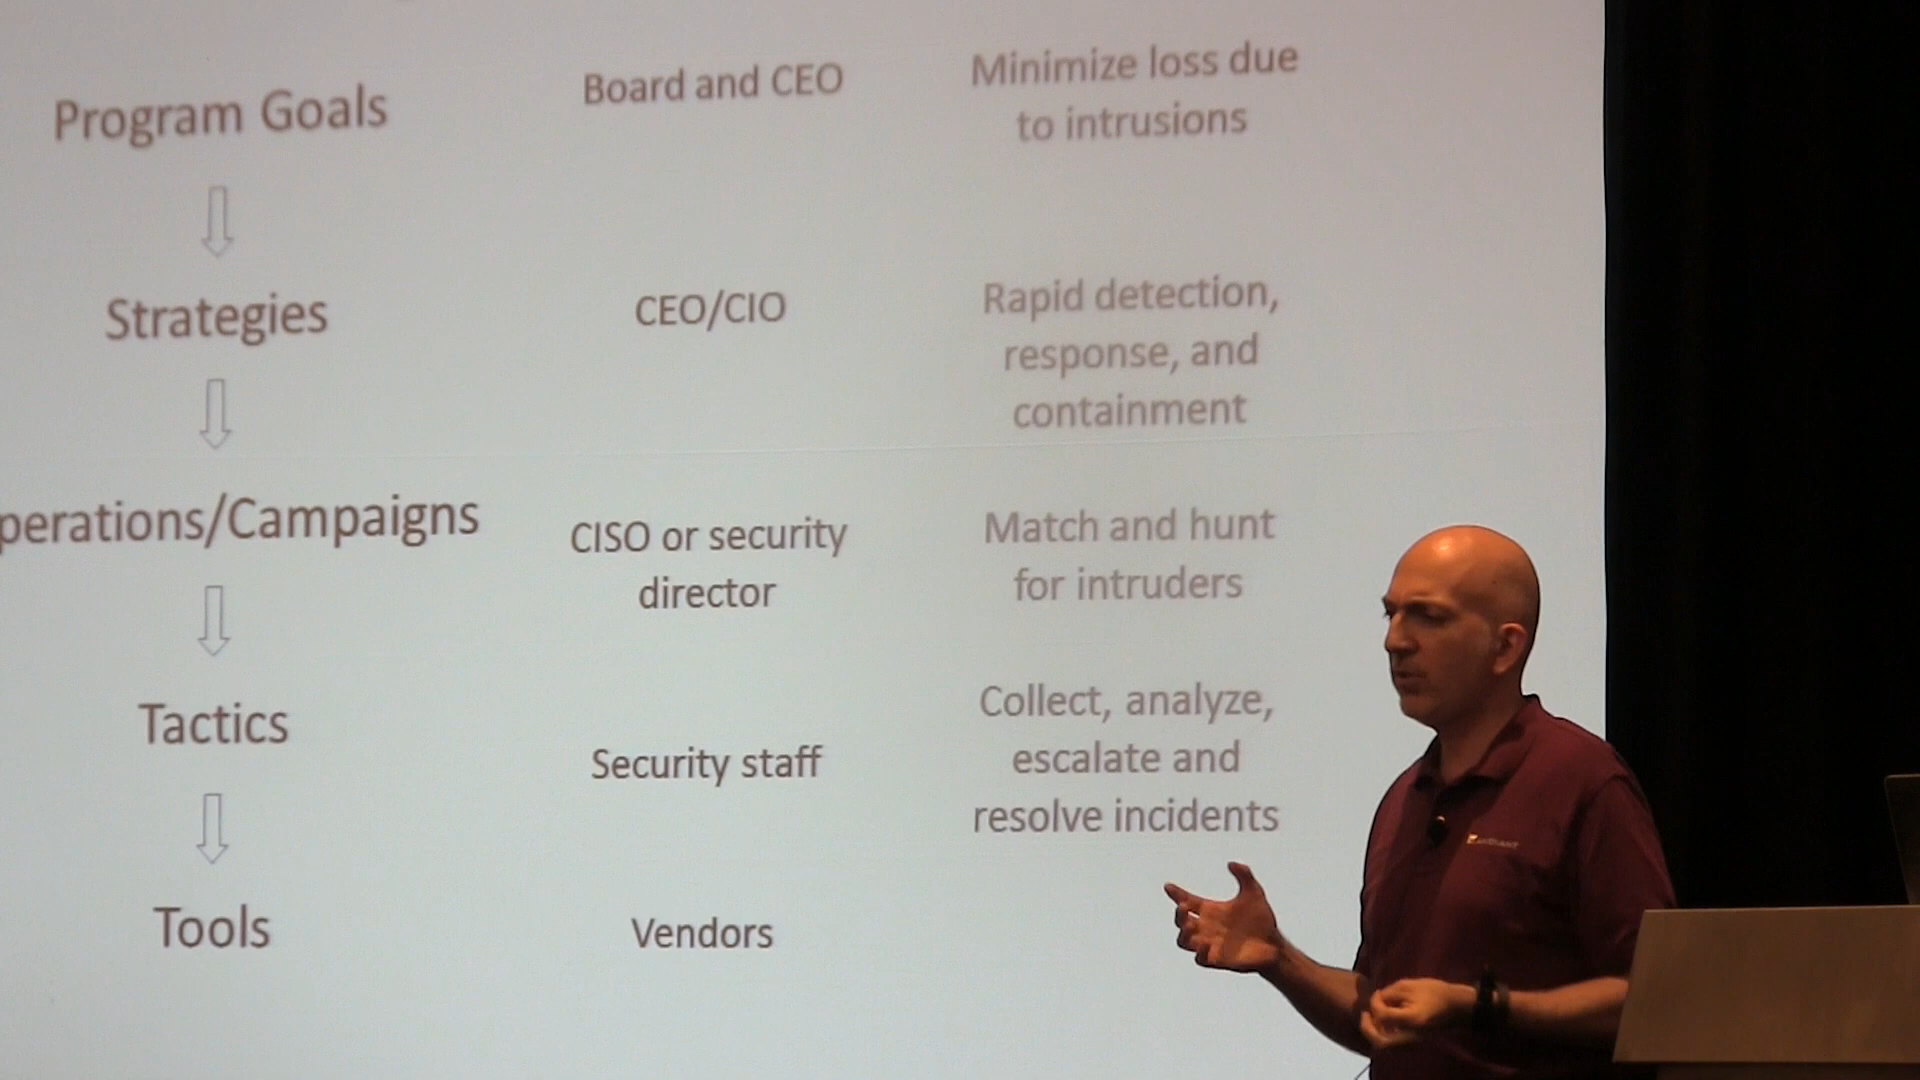 Program Goals
Board and CEO
Minimize loss due
to intrusions
Strategies
CEO/CIO
Rapid detection,
response, and
containment
perations/Campaigns
CISO or security
director
Match and hunt
for intruders
Tactics
Security staff
Collect, analyze,
escalate and
resolve incidents
Tools
Vendors